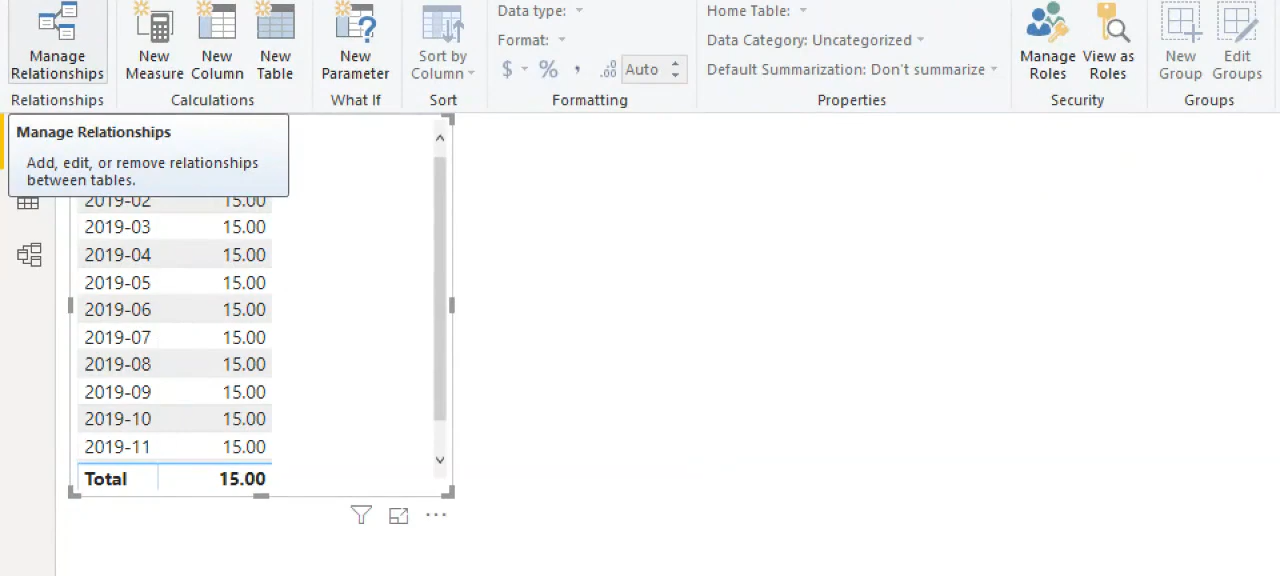 Manage Relationships
New Measure
New Column
New Table
New Parameter
Sort by Column
Data type:
Format:
$ % , .00 Auto
Home Table:
Data Category: Uncategorized
Default Summarization: Don't summarize
Manage Roles
View as Roles
New Group
Edit Groups
Relationships
Calculations
What If
Sort
Formatting
Properties
Security
Groups
Manage Relationships
Add, edit, or remove relationships
between tables.
2019-02 15.00
2019-03 15.00
2019-04 15.00
2019-05 15.00
2019-06 15.00
2019-07 15.00
2019-08 15.00
2019-09 15.00
2019-10 15.00
2019-11 15.00
Total 15.00